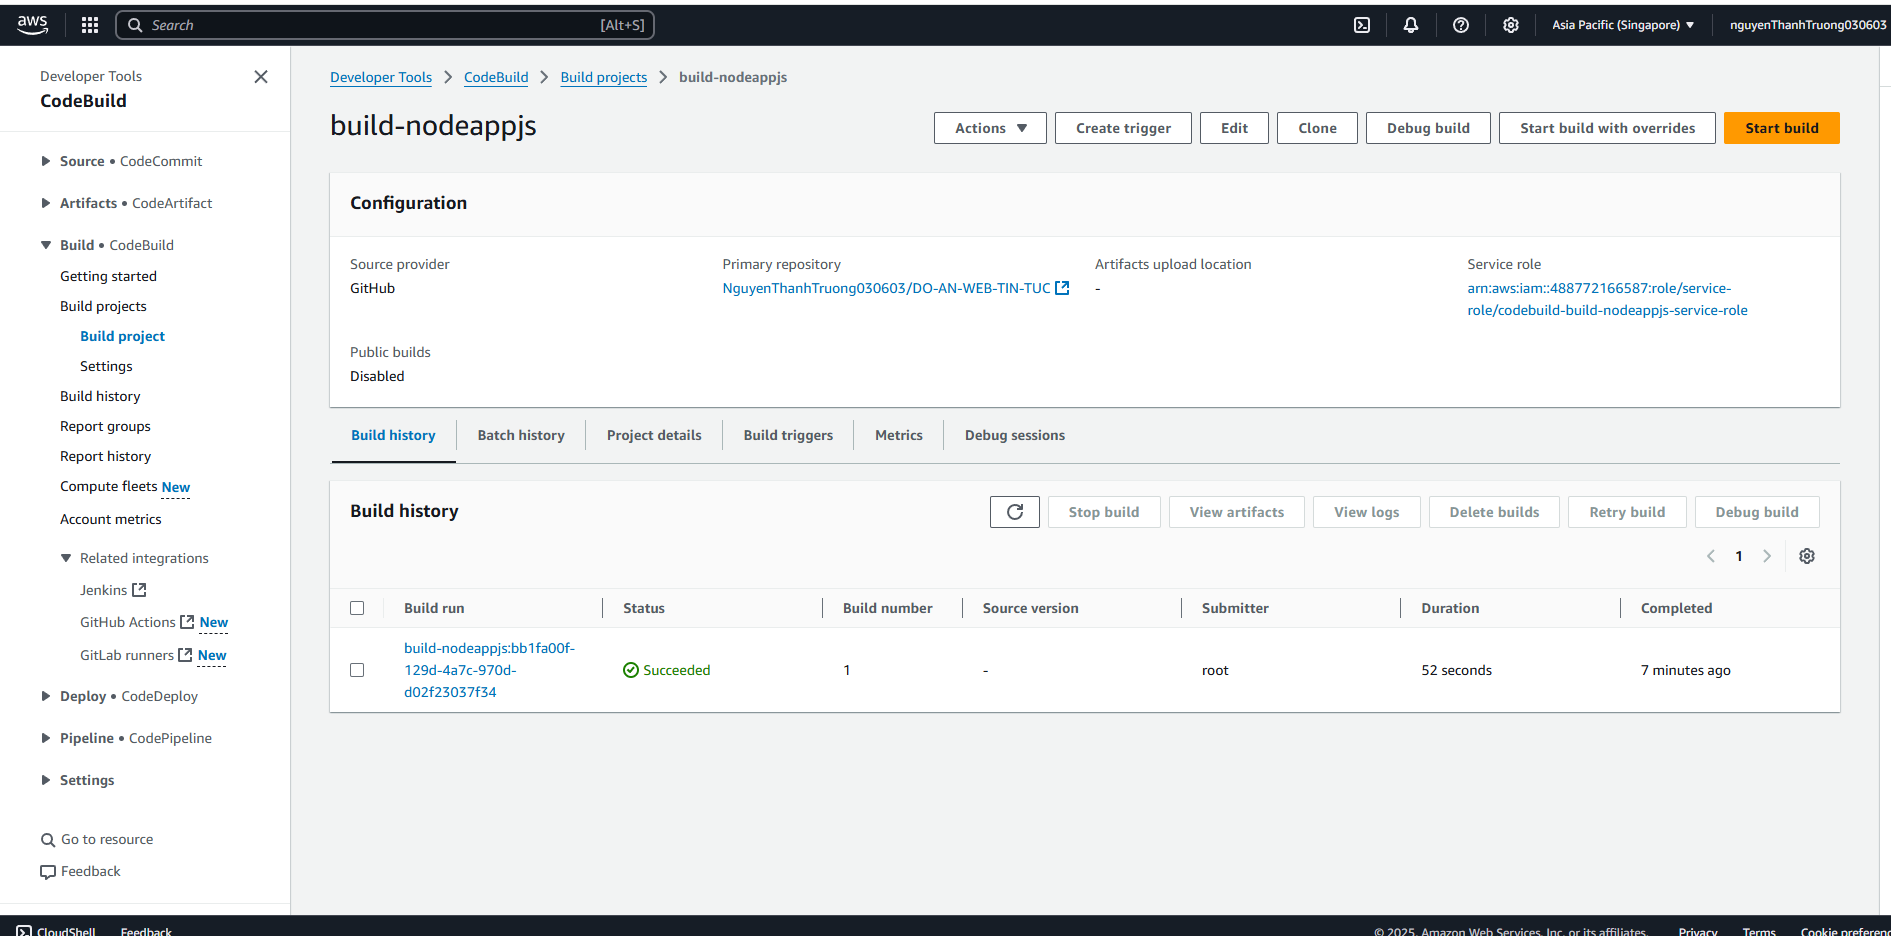 aws
Search
[Alt+S]
Asia Pacific (Singapore)
nguyenThanhTruong030603
Developer Tools
CodeBuild
Source • CodeCommit
Artifacts • CodeArtifact
Build • CodeBuild
Getting started
Build projects
Build project
Settings
Build history
Report groups
Report history
Compute fleets New
Account metrics
Related integrations
Jenkins
GitHub Actions New
GitLab runners New
Deploy • CodeDeploy
Pipeline • CodePipeline
Settings
Go to resource
Feedback
Developer Tools > CodeBuild > Build projects > build-nodeappjs
build-nodeappjs
Actions
Create trigger
Edit
Clone
Debug build
Start build with overrides
Start build
Configuration
Source provider
GitHub
Primary repository
NguyenThanhTruong030603/DO-AN-WEB-TIN-TUC
Artifacts upload location
-
Service role
arn:aws:iam::488772166587:role/service-
role/codebuild-build-nodeappjs-service-role
Public builds
Disabled
Build history
Batch history
Project details
Build triggers
Metrics
Debug sessions
Build history
Stop build
View artifacts
View logs
Delete builds
Retry build
Debug build
1
Build run
Status
Build number
Source version
Submitter
Duration
Completed
build-nodeappjs:bb1fa00f-
129d-4a7c-970d-
d02f23037f34
Succeeded
1
-
root
52 seconds
7 minutes ago
CloudShell
Feedback
© 2025, Amazon Web Services, Inc. or its affiliates.
Privacy
Terms
Cookie preferenc